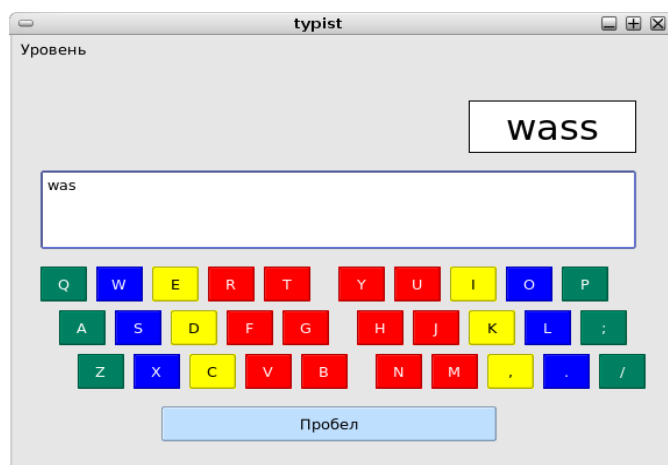 typist
Уровень
wass
was
Q W E R T Y U I O P
A S D F G H J K L ;
Z X C V B N M , . /
Пробел